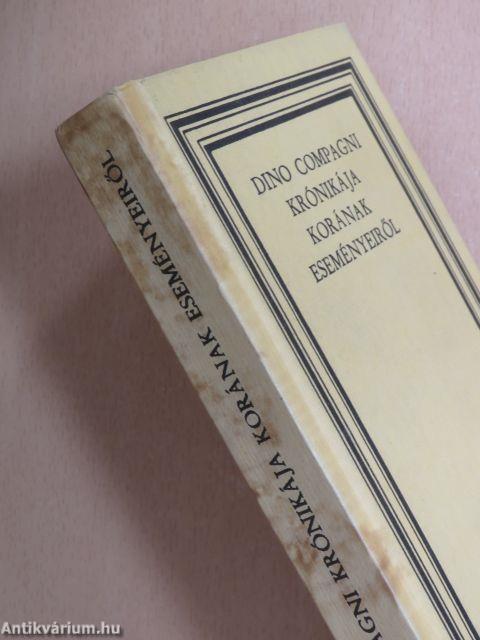 DINO COMPAGNI
KRÓNIKÁJA
KORÁNAK
ESEMÉNYEIRŐL
GNI KRÓNIKÁJA KORÁNAK ESEMÉNYEIRŐL
Antikvárium.hu